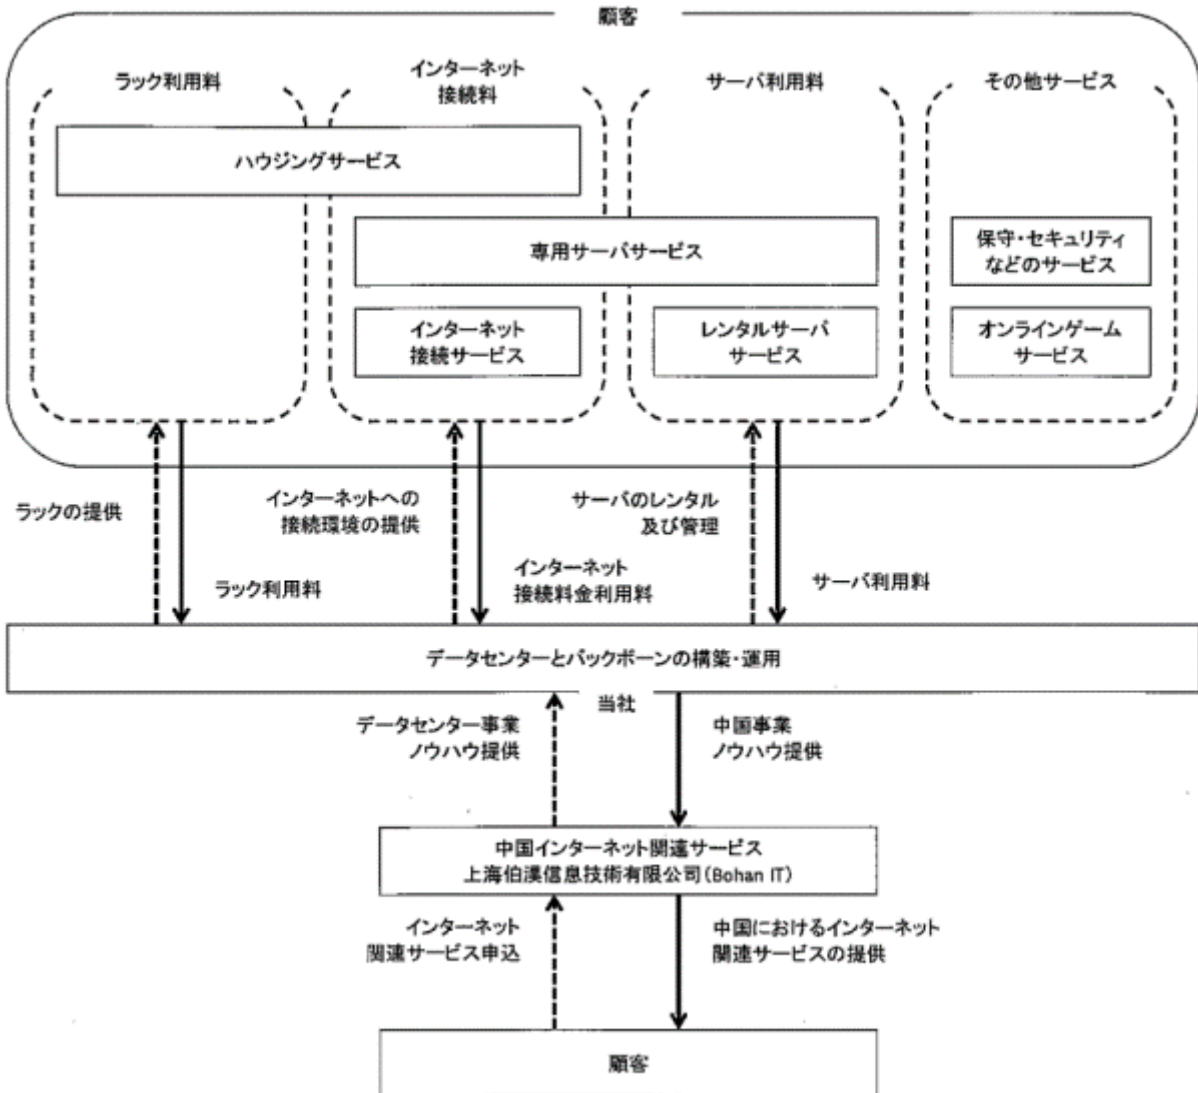 顧客
ラック利用料
インターネット
接続料
サーバ利用料
その他サービス
ハウジングサービス
専用サーバサービス
保守・セキュリティ
などのサービス
インターネット
接続サービス
レンタルサーバ
サービス
オンラインゲーム
サービス
ラックの提供
インターネットへの
接続環境の提供
サーバのレンタル
及び管理
ラック利用料
インターネット
接続料金利用料
サーバ利用料
データセンターとバックボーンの構築・運用
当社
データセンター事業
ノウハウ提供
中国事業
ノウハウ提供
中国インターネット関連サービス
上海伯漢信息技術有限公司(Bohan IT)
インターネット
関連サービス申込
中国におけるインターネット
関連サービスの提供
顧客